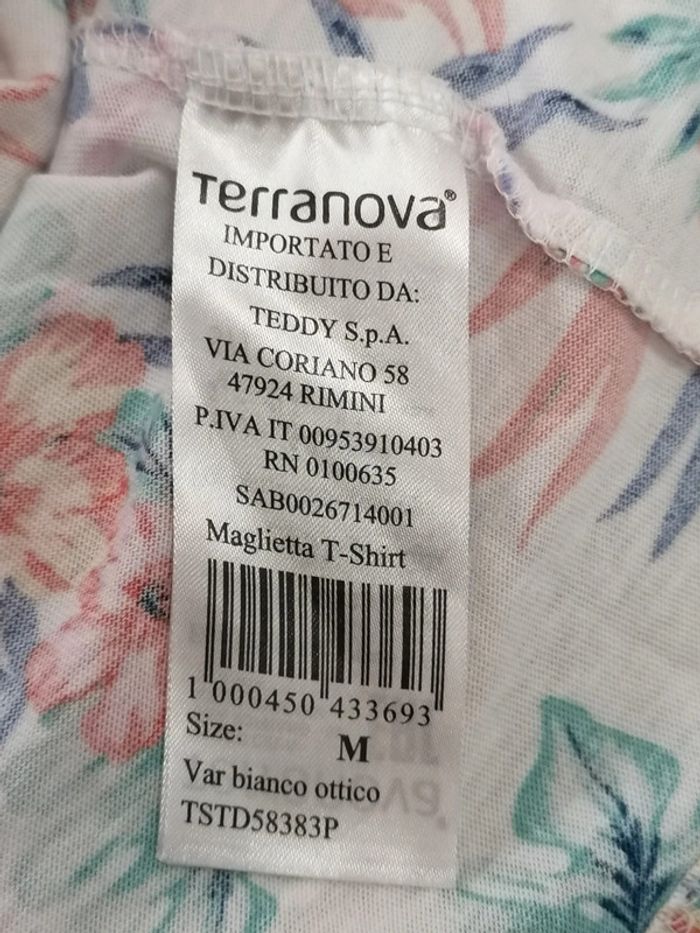 Terranova®
IMPORTATO E
DISTRIBUITO DA:
TEDDY S.p.A.
VIA CORIANO 58
47924 RIMINI
P.IVA IT 00953910403
RN 0100635
SAB0026714001
Maglietta T-Shirt
1 000450 433693
Size:
M
Var bianco ottico
TSTD58383P